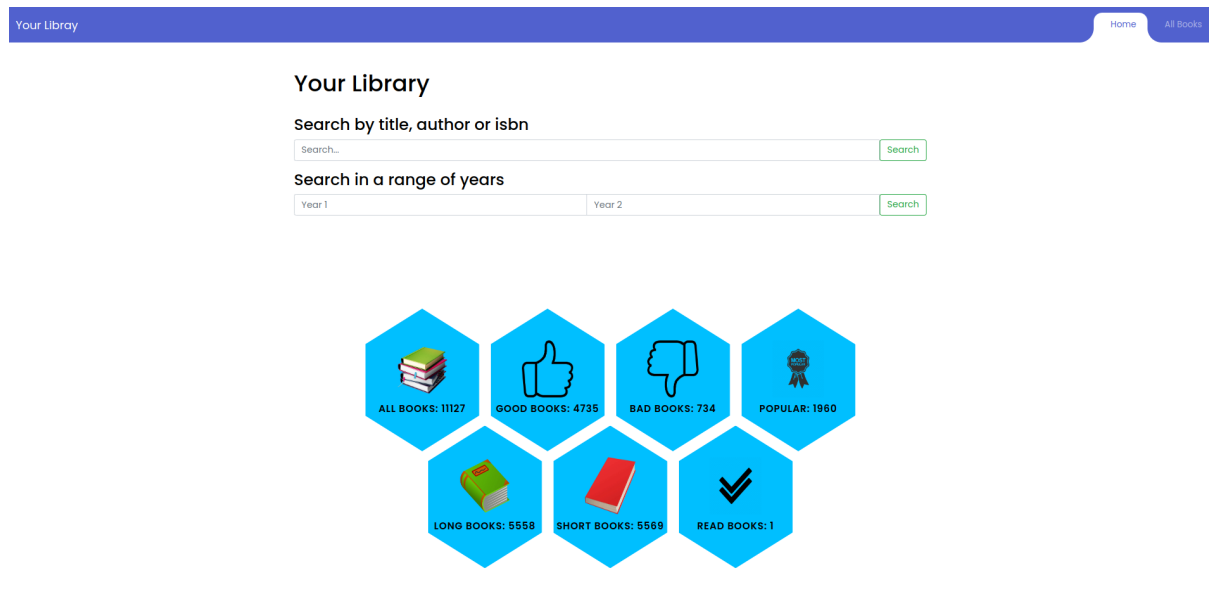 Your Libray
Home
All Books
Your Library
Search by title, author or isbn
Search...
Search
Search in a range of years
Year 1
Year 2
Search
MOST
ALL BOOKS: 11127
GOOD BOOKS: 4735
BAD BOOKS: 734
POPULAR: 1960
LONG BOOKS: 5558
SHORT BOOKS: 5569
READ BOOKS: 1